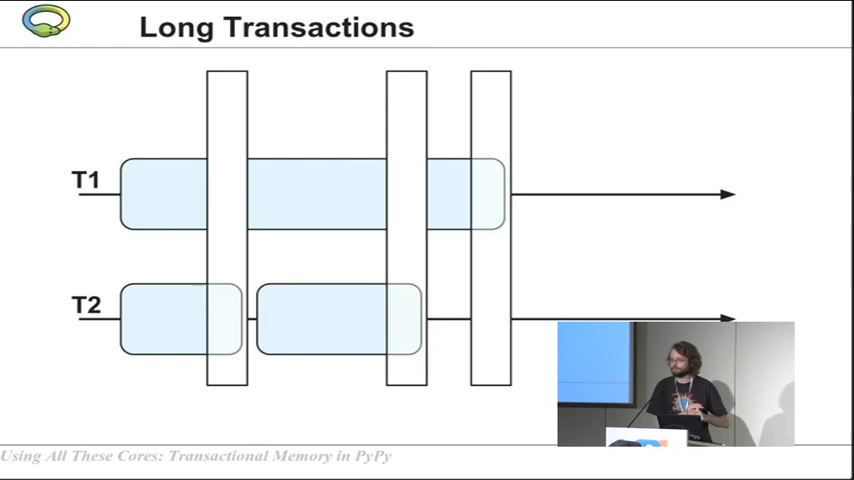 Long Transactions
T1
T2
Using All These Cores: Transactional Memory in PyPy